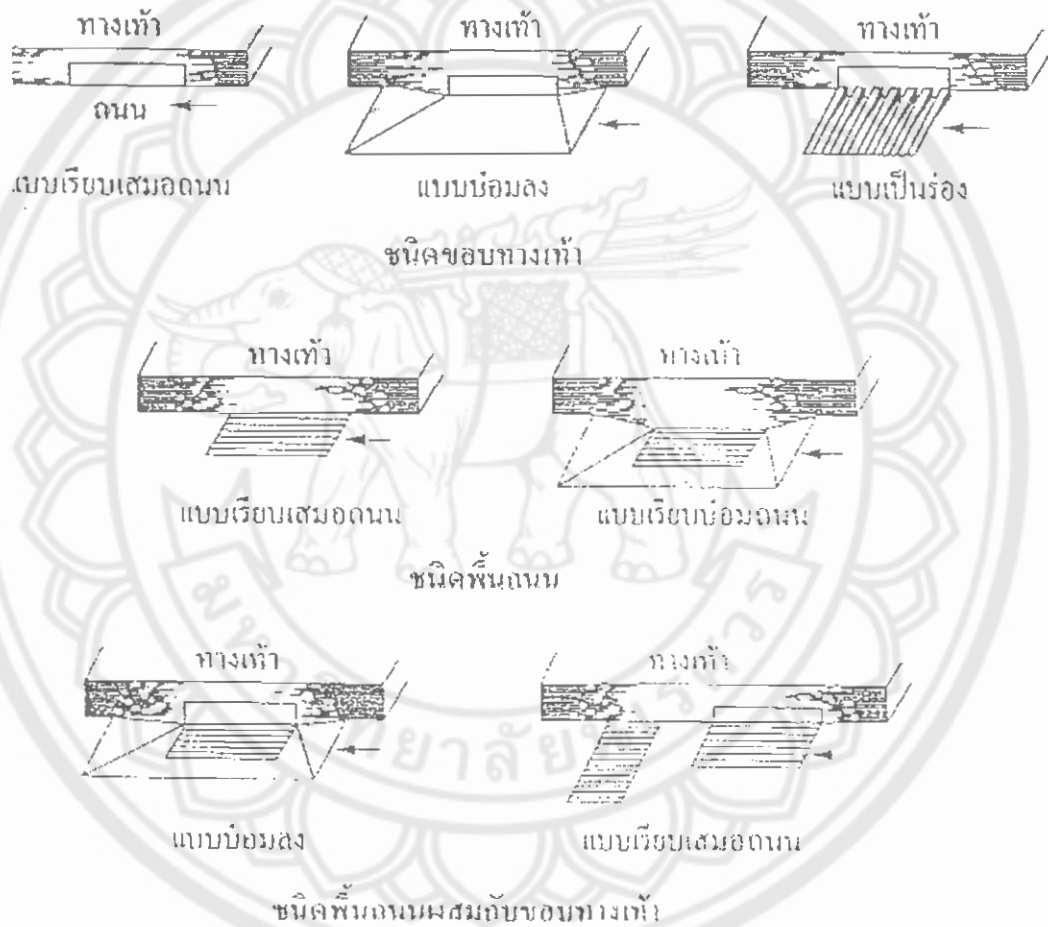 ทางเท้า ทางเท้า ทางเท้า
ถนน
แบบเรียบเสมอถนน แบบบ๋อมลง แบบเป็นร่อง
ชนิดขอบทางเท้า
ทางเท้า ทางเท้า
แบบเรียบเสมอถนน แบบเรียบบ๋อมถนน
ชนิดพื้นถนน
ทางเท้า ทางเท้า
แบบบ๋อมลง แบบเรียบเสมอถนน
ชนิดพื้นถนนผสมกับขอบทางเท้า